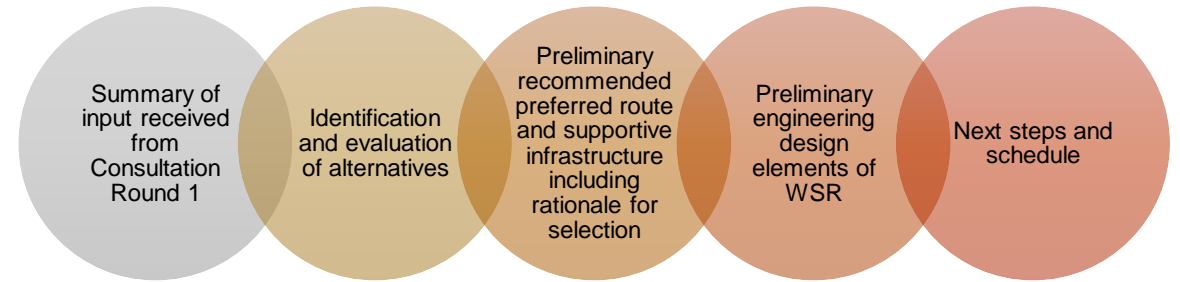 Summary of
input received
from
Consultation
Round 1
Identification
and evaluation
of alternatives
Preliminary
recommended
preferred route
and supportive
infrastructure
including
rationale for
selection
Preliminary
engineering
design
elements of
WSR
Next steps and
schedule